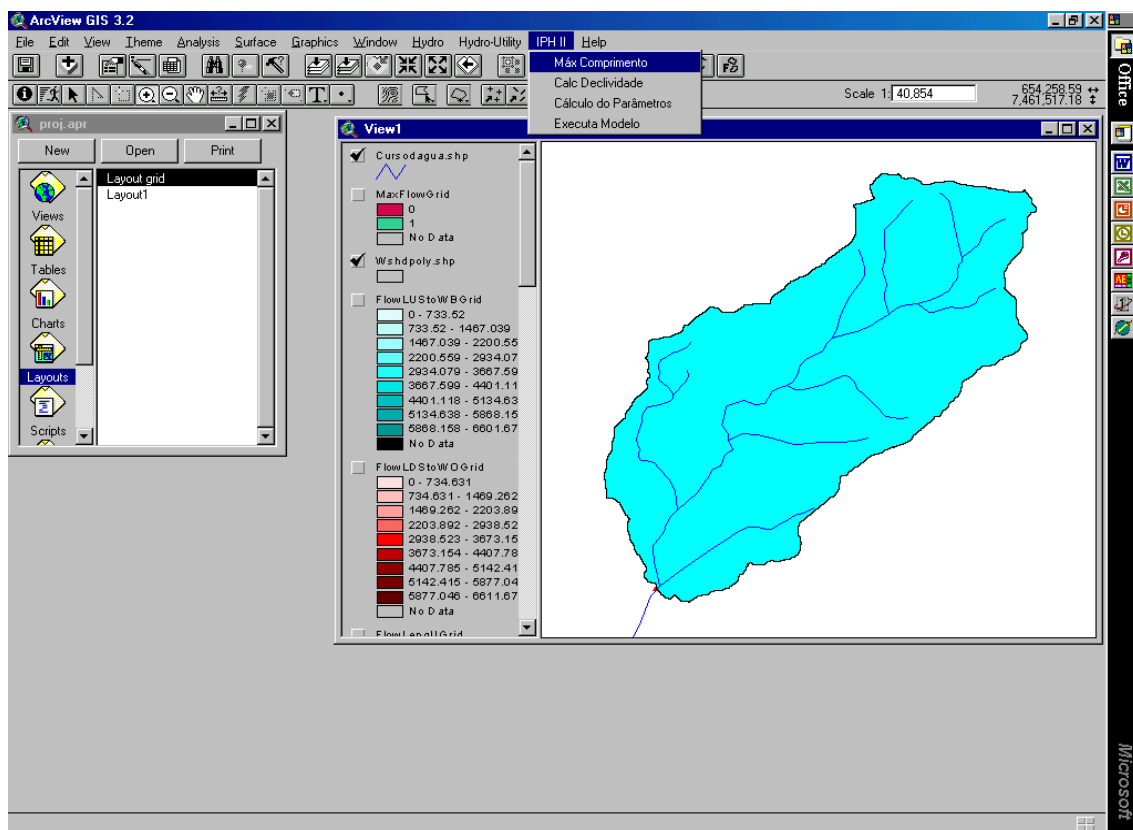 ArcView GIS 3.2
File Edit View Theme Analysis Surface Graphics Window Hydro Hydro-Utility IPH II Help
Máx Comprimento
Calc Declividade
Cálculo do Parâmetros
Executa Modelo
Scale 1: 40,854
654,258.59
7,461,517.18
Office
proj.apr
New Open Print
Views
Tables
Charts
Layouts
Scripts
Layout grid
Layout1
View1
Cursodagua.shp
MaxFlowGrid
0
1
No Data
Wshdpoly.shp
FlowLUStoWBGrid
0 - 733.52
733.52 - 1467.039
1467.039 - 2200.55
2200.559 - 2934.07
2934.079 - 3667.59
3667.599 - 4401.11
4401.118 - 5134.63
5134.638 - 5868.15
5868.158 - 6601.67
No Data
FlowLDStoWOGrid
0 - 734.631
734.631 - 1469.262
1469.262 - 2203.89
2203.892 - 2938.52
2938.523 - 3673.15
3673.154 - 4407.78
4407.785 - 5142.41
5142.415 - 5877.04
5877.046 - 6611.67
No Data
Microsoft